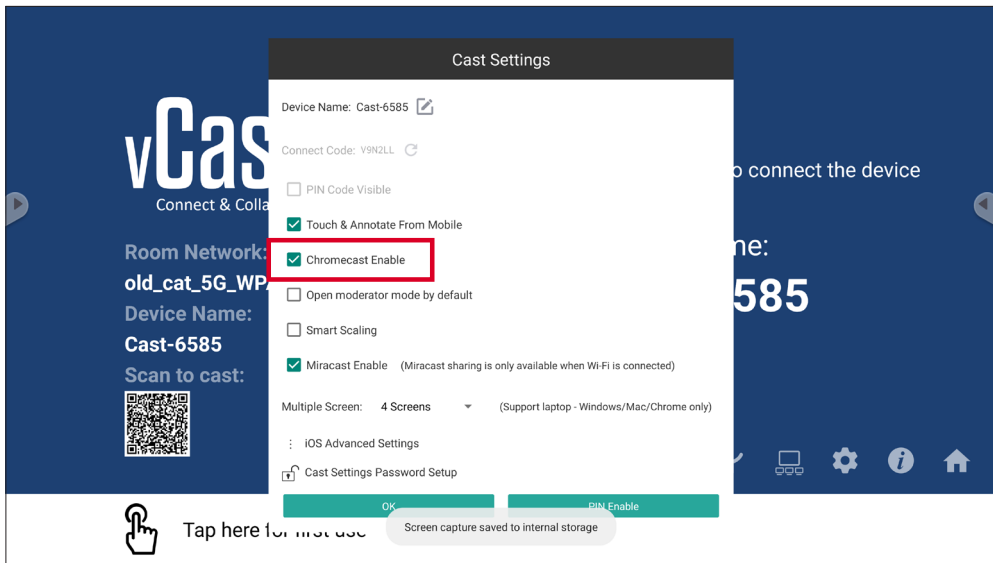 Cast Settings
Device Name: Cast-6585
Connect Code: V9N2LL
PIN Code Visible
Touch & Annotate From Mobile
Chromecast Enable
Open moderator mode by default
Smart Scaling
Miracast Enable (Miracast sharing is only available when Wi-Fi is connected)
Multiple Screen: 4 Screens (Support laptop - Windows/Mac/Chrome only)
iOS Advanced Settings
Cast Settings Password Setup
OK
PIN Enable
Screen capture saved to internal storage
vCas
Connect & Colla
Room Network:
old_cat_5G_WPA
Device Name:
Cast-6585
Scan to cast:
o connect the device
me:
585
Tap here for first use